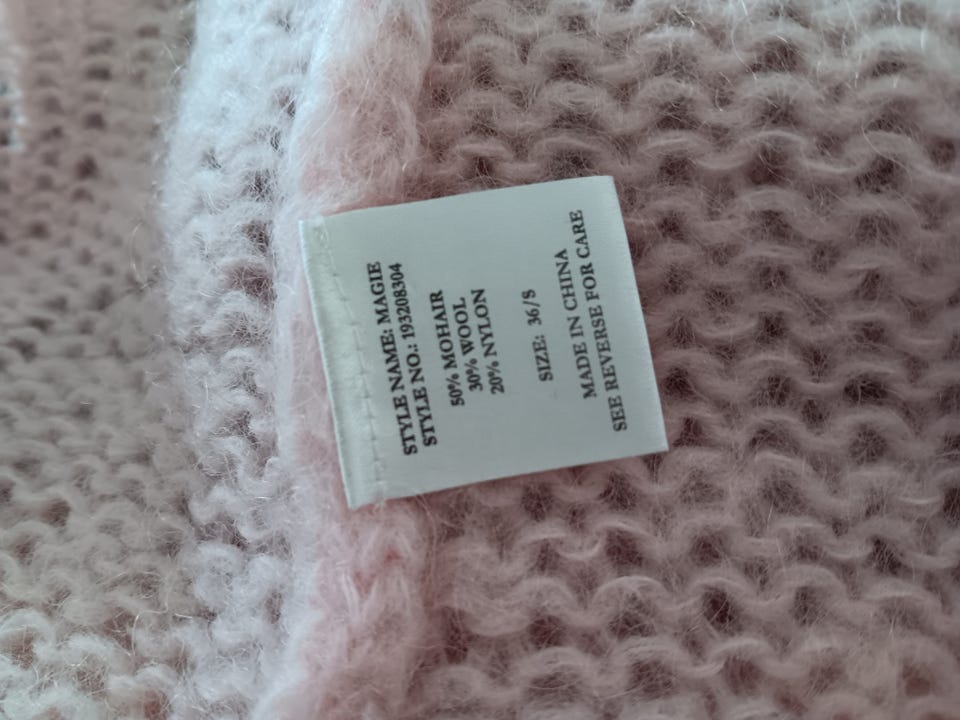 STYLE NAME: MAGIE
STYLE NO.: 193208304
50% MOHAIR
30% WOOL
20% NYLON
SIZE: 36/S
MADE IN CHINA
SEE REVERSE FOR CARE